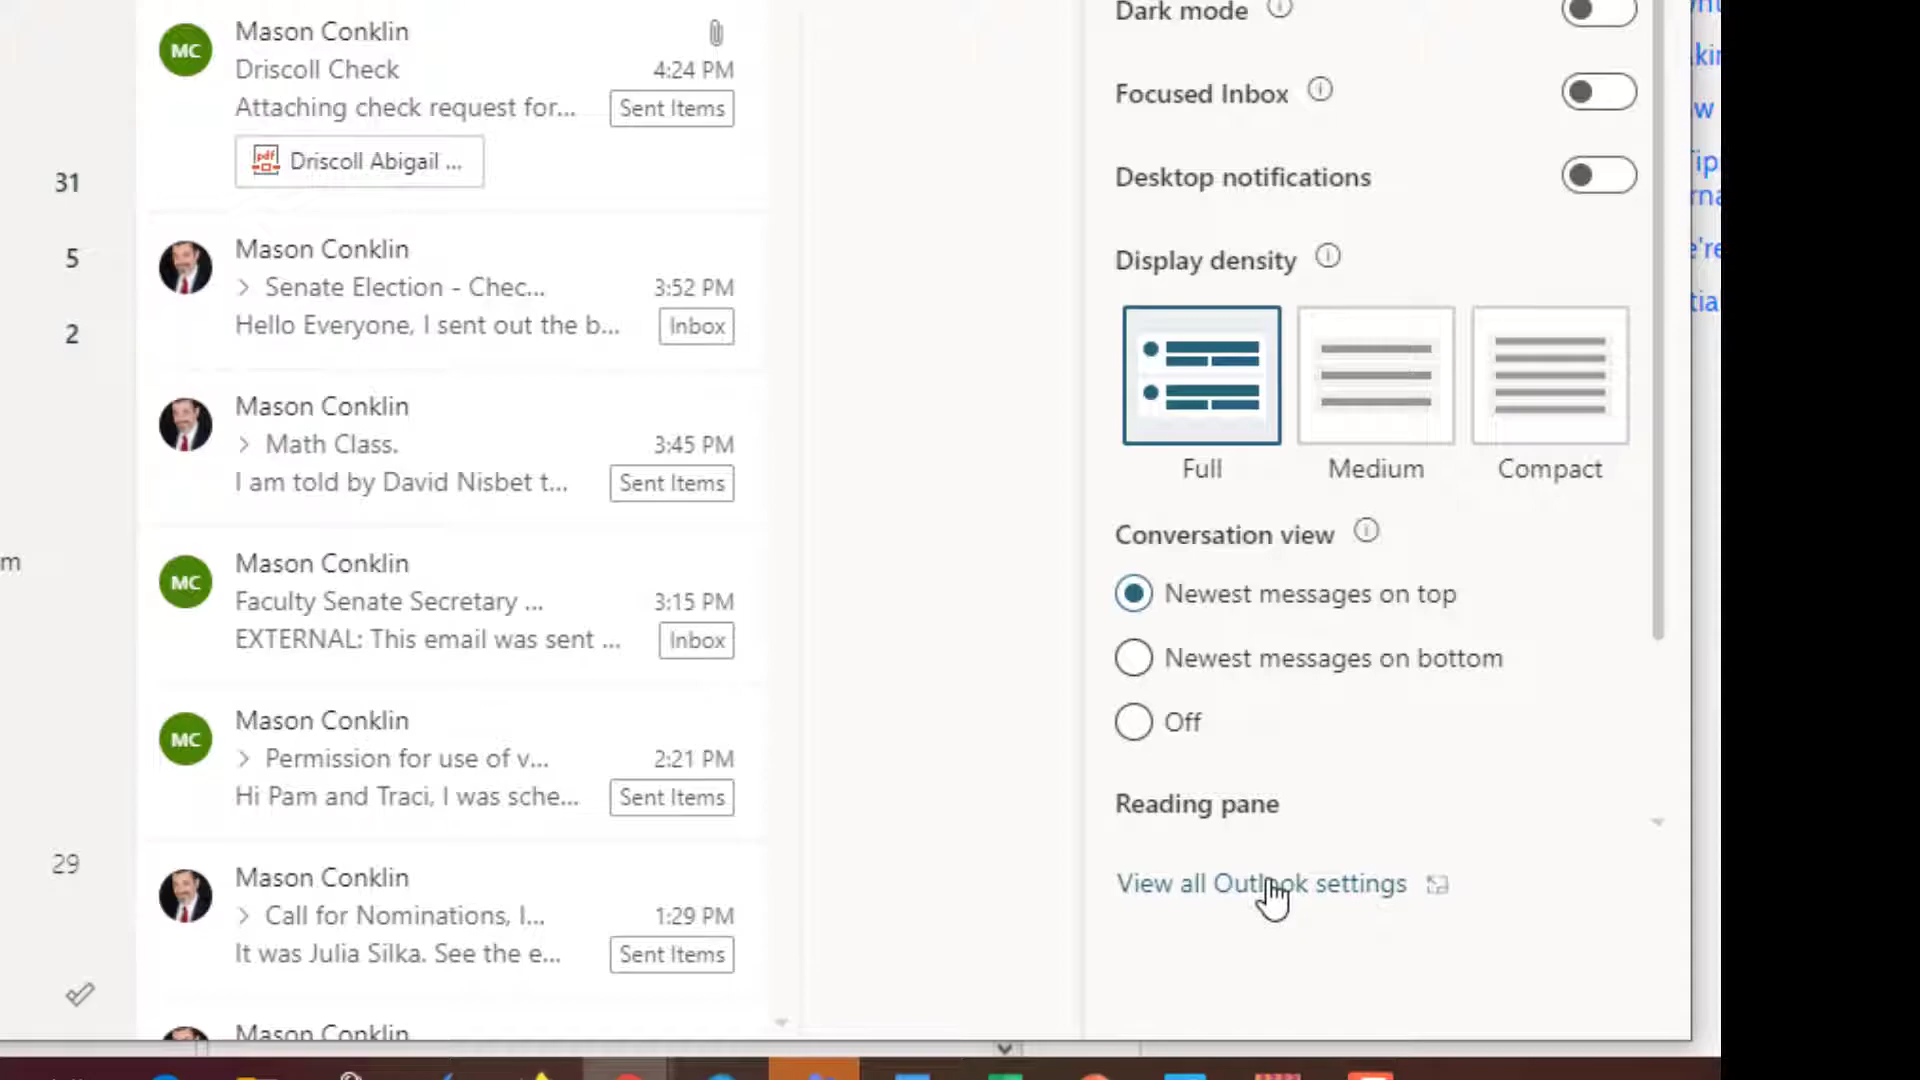 Mason Conklin
MC
Driscoll Check
4:24 PM
Attaching check request for...
Sent Items
pdf
Driscoll Abigail ...
31
5
2
m
29
Mason Conklin
Senate Election - Chec...
3:52 PM
Hello Everyone, I sent out the b...
Inbox
Mason Conklin
Math Class.
3:45 PM
I am told by David Nisbet t...
Sent Items
Mason Conklin
MC
Faculty Senate Secretary ...
3:15 PM
EXTERNAL: This email was sent ...
Inbox
Mason Conklin
MC
Permission for use of v...
2:21 PM
Hi Pam and Traci, I was sche...
Sent Items
Mason Conklin
Call for Nominations, I...
1:29 PM
It was Julia Silka. See the e...
Sent Items
Mason Conklin
Dark mode
Focused Inbox
Desktop notifications
Display density
Full
Medium
Compact
Conversation view
Newest messages on top
Newest messages on bottom
Off
Reading pane
View all Outlook settings